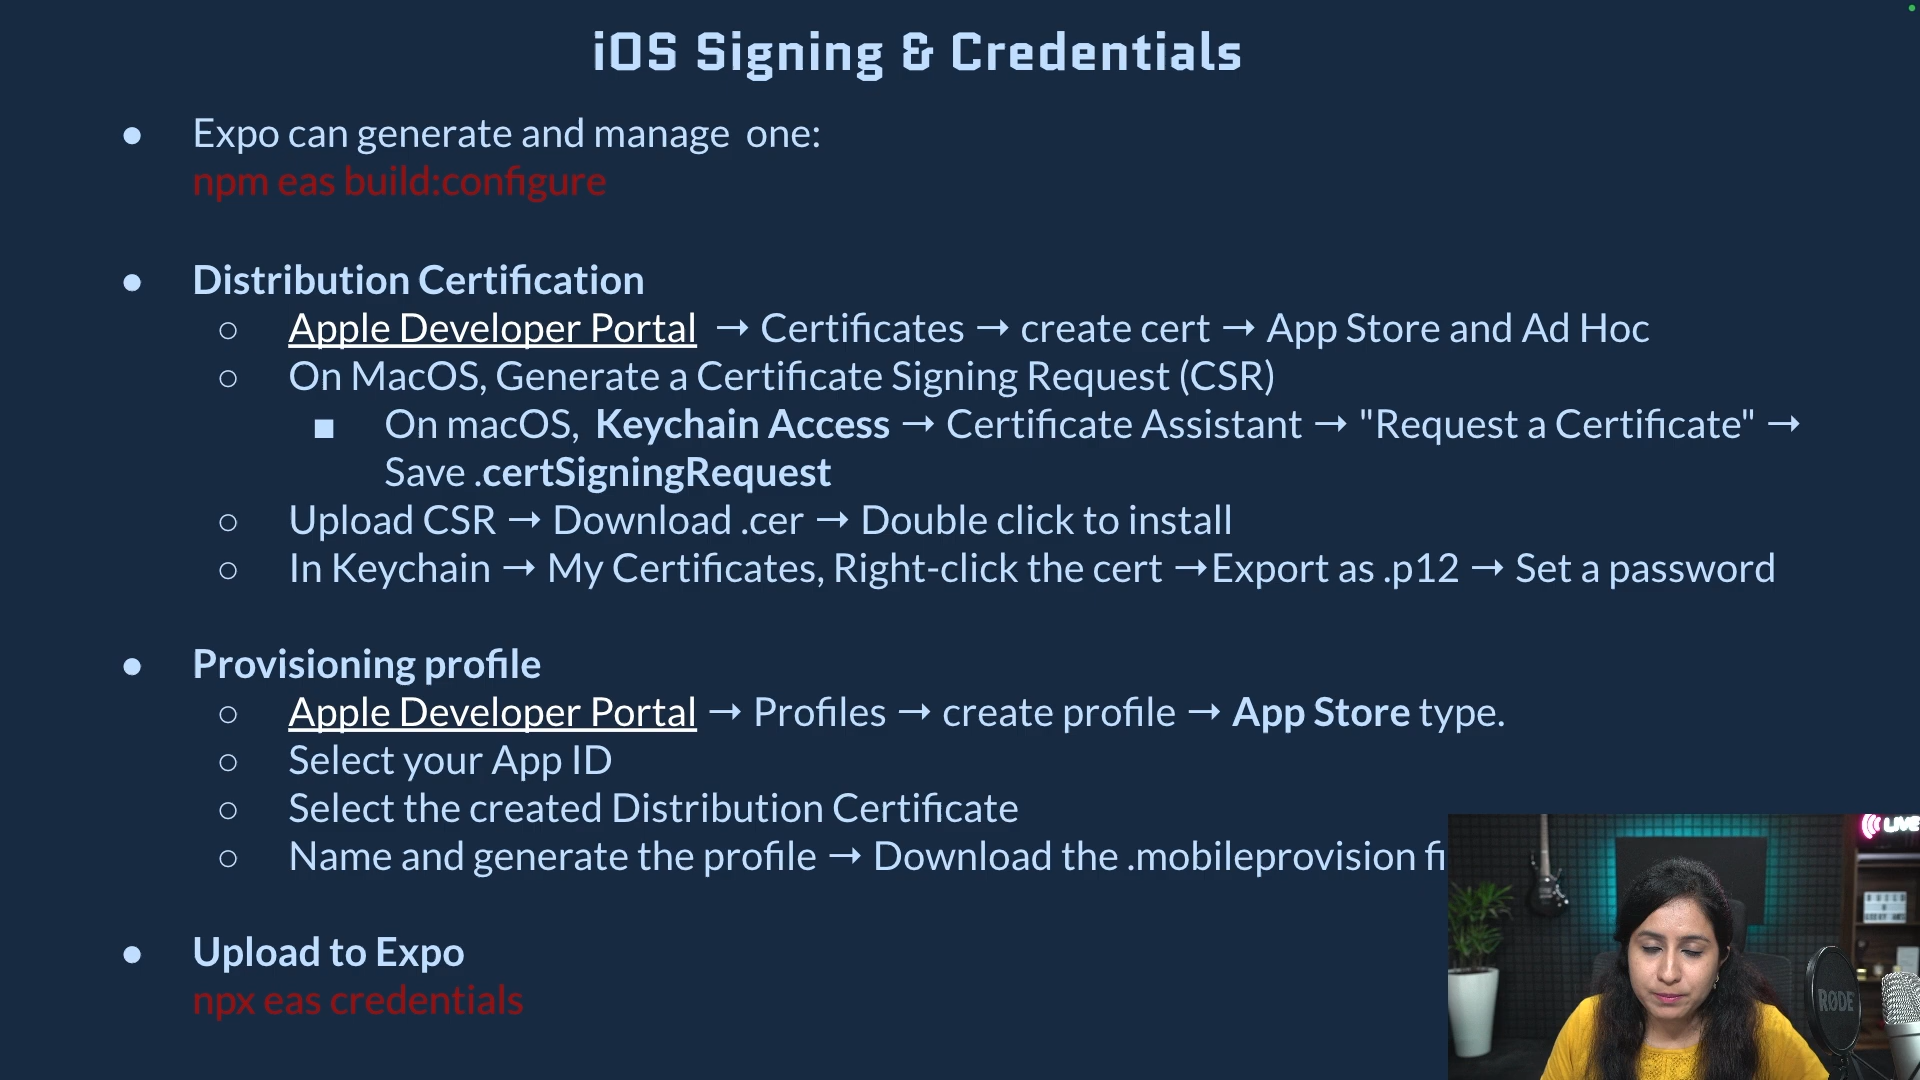 iOS Signing & Credentials
● Expo can generate and manage one:
npm eas build:configure
● Distribution Certification
○ Apple Developer Portal → Certificates → create cert → App Store and Ad Hoc
○ On MacOS, Generate a Certificate Signing Request (CSR)
■ On macOS, Keychain Access → Certificate Assistant → "Request a Certificate" →
Save .certSigningRequest
○ Upload CSR → Download .cer → Double click to install
○ In Keychain → My Certificates, Right-click the cert →Export as .p12 → Set a password
● Provisioning profile
○ Apple Developer Portal → Profiles → create profile → App Store type.
○ Select your App ID
○ Select the created Distribution Certificate
○ Name and generate the profile → Download the .mobileprovision fi
● Upload to Expo
npx eas credentials
LIVE
BUILD
RØDE